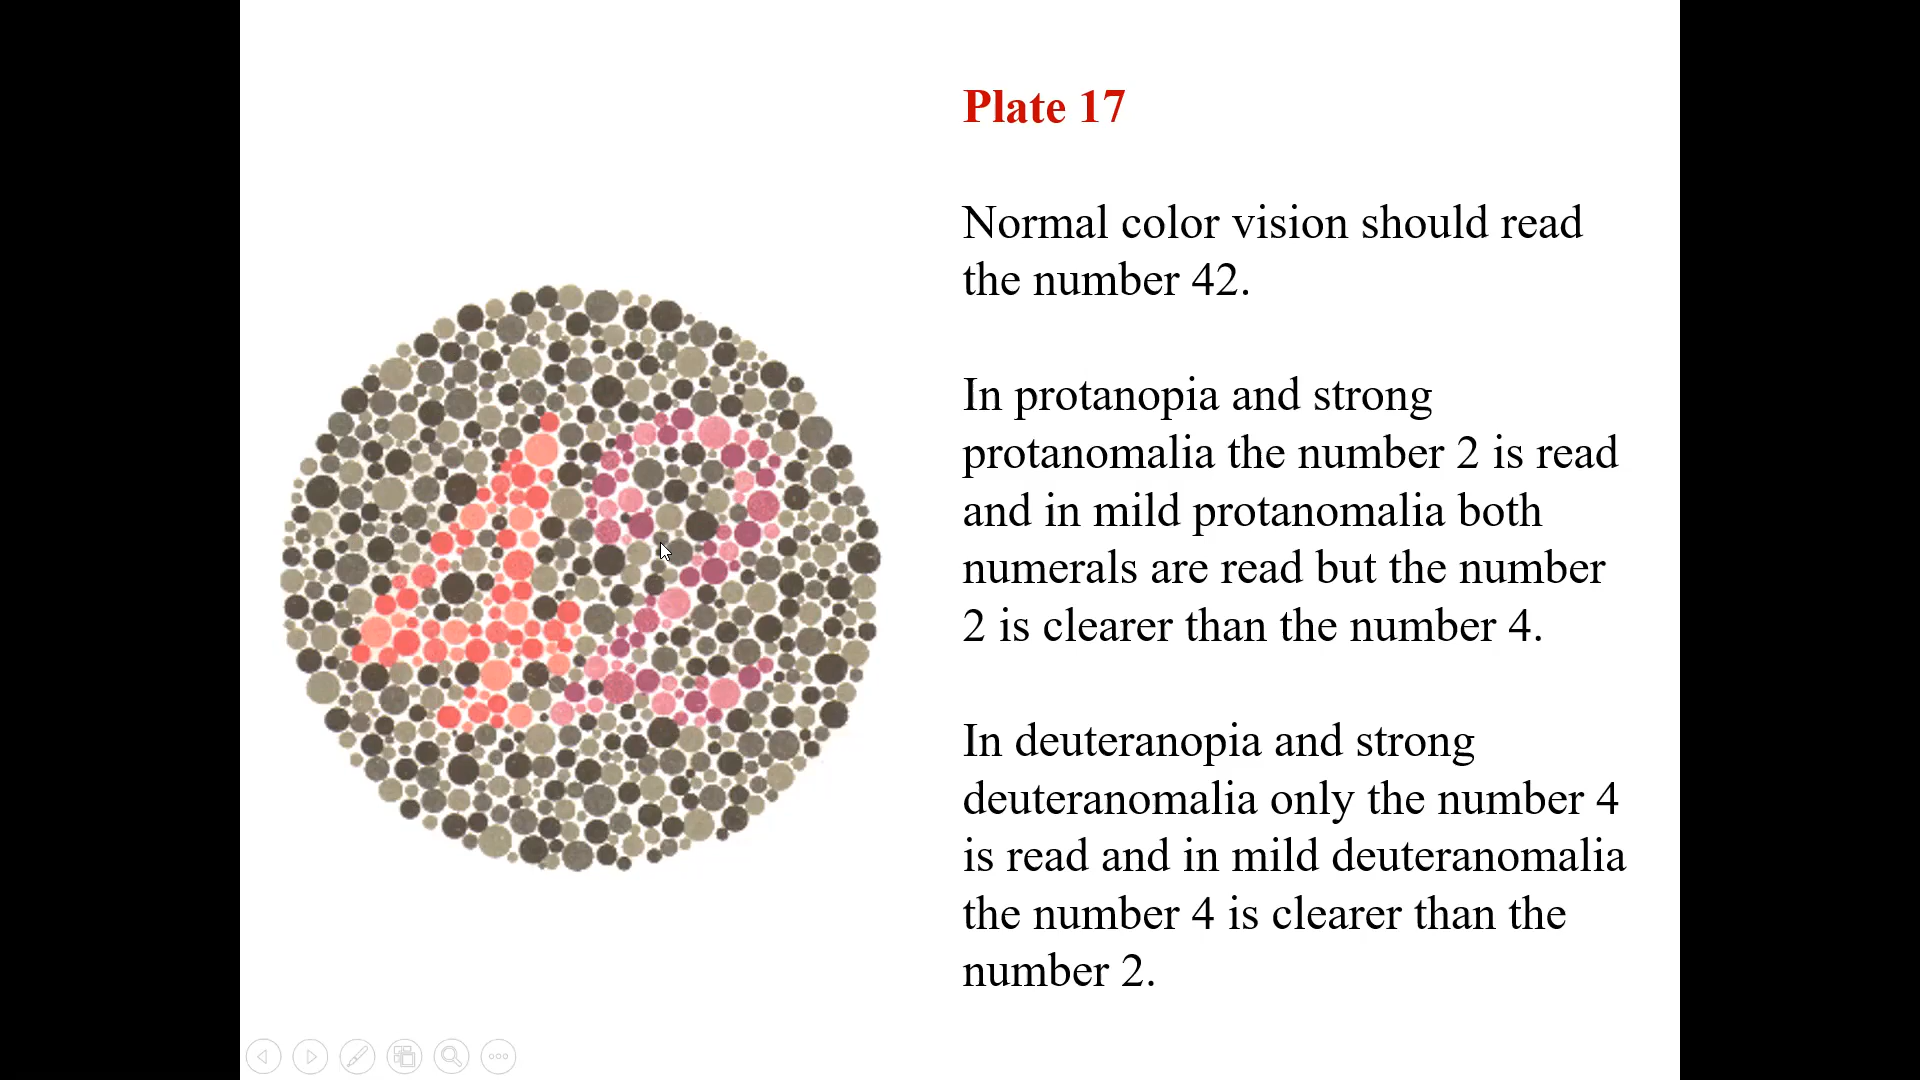 Plate 17
Normal color vision should read
the number 42.
In protanopia and strong
protanomalia the number 2 is read
and in mild protanomalia both
numerals are read but the number
2 is clearer than the number 4.
In deuteranopia and strong
deuteranomalia only the number 4
is read and in mild deuteranomalia
the number 4 is clearer than the
number 2.
42